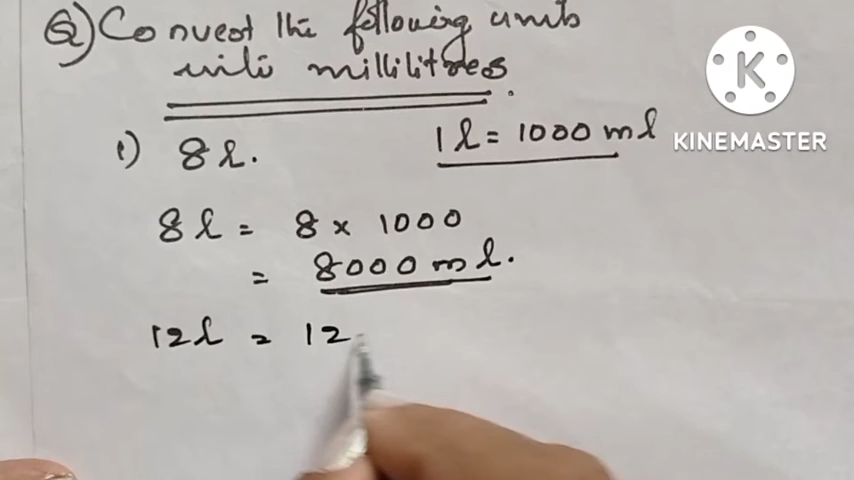 Q) Convert the following units
into millilitres.
1) 8l.
1l = 1000 ml
8l = 8 x 1000
= 8000 ml.
12l = 12
K
KINEMASTER